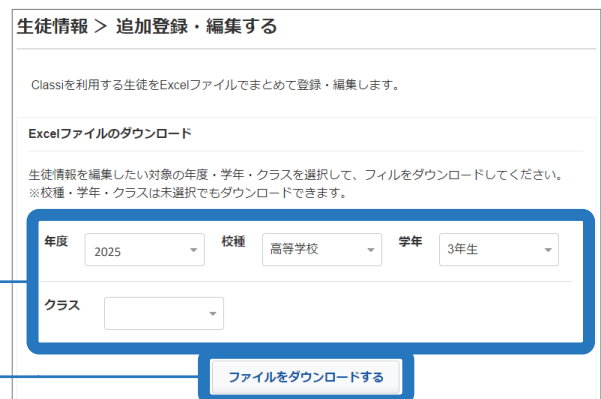 生徒情報 ＞ 追加登録・編集する
Classiを利用する生徒をExcelファイルでまとめて登録・編集します。
Excelファイルのダウンロード
生徒情報を編集したい対象の年度・学年・クラスを選択して、フィルをダウンロードしてください。
※校種・学年・クラスは未選択でもダウンロードできます。
年度 2025 校種 高等学校 学年 3年生
クラス
ファイルをダウンロードする